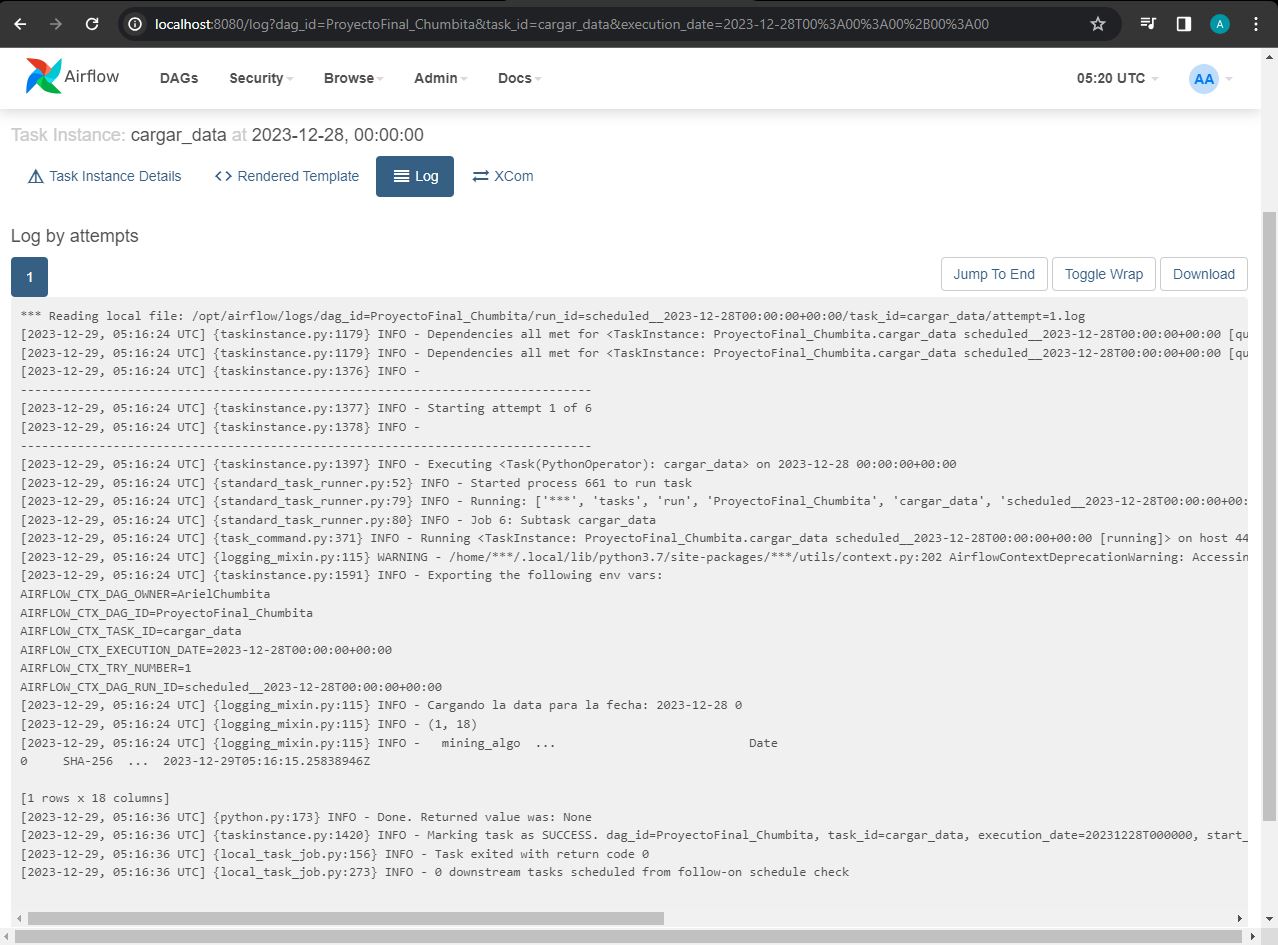 localhost:8080/log?dag_id=ProyectoFinal_Chumbita&task_id=cargar_data&execution_date=2023-12-28T00%3A00%3A00%2B00%3A00
A
Airflow DAGs Security Browse Admin Docs 05:20 UTC AA
Task Instance: cargar_data at 2023-12-28, 00:00:00
Task Instance Details <> Rendered Template Log XCom
Log by attempts
1 Jump To End Toggle Wrap Download
*** Reading local file: /opt/airflow/logs/dag_id=ProyectoFinal_Chumbita/run_id=scheduled__2023-12-28T00:00:00+00:00/task_id=cargar_data/attempt=1.log
[2023-12-29, 05:16:24 UTC] {taskinstance.py:1179} INFO - Dependencies all met for <TaskInstance: ProyectoFinal_Chumbita.cargar_data scheduled__2023-12-28T00:00:00+00:00 [qu
[2023-12-29, 05:16:24 UTC] {taskinstance.py:1179} INFO - Dependencies all met for <TaskInstance: ProyectoFinal_Chumbita.cargar_data scheduled__2023-12-28T00:00:00+00:00 [qu
[2023-12-29, 05:16:24 UTC] {taskinstance.py:1376} INFO -
--------------------------------------------------------------------------------
[2023-12-29, 05:16:24 UTC] {taskinstance.py:1377} INFO - Starting attempt 1 of 6
[2023-12-29, 05:16:24 UTC] {taskinstance.py:1378} INFO -
--------------------------------------------------------------------------------
[2023-12-29, 05:16:24 UTC] {taskinstance.py:1397} INFO - Executing <Task(PythonOperator): cargar_data> on 2023-12-28 00:00:00+00:00
[2023-12-29, 05:16:24 UTC] {standard_task_runner.py:52} INFO - Started process 661 to run task
[2023-12-29, 05:16:24 UTC] {standard_task_runner.py:79} INFO - Running: ['***', 'tasks', 'run', 'ProyectoFinal_Chumbita', 'cargar_data', 'scheduled__2023-12-28T00:00:00+00:
[2023-12-29, 05:16:24 UTC] {standard_task_runner.py:80} INFO - Job 6: Subtask cargar_data
[2023-12-29, 05:16:24 UTC] {task_command.py:371} INFO - Running <TaskInstance: ProyectoFinal_Chumbita.cargar_data scheduled__2023-12-28T00:00:00+00:00 [running]> on host 44
[2023-12-29, 05:16:24 UTC] {logging_mixin.py:115} WARNING - /home/***/.local/lib/python3.7/site-packages/***/utils/context.py:202 AirflowContextDeprecationWarning: Accessin
[2023-12-29, 05:16:24 UTC] {taskinstance.py:1591} INFO - Exporting the following env vars:
AIRFLOW_CTX_DAG_OWNER=ArielChumbita
AIRFLOW_CTX_DAG_ID=ProyectoFinal_Chumbita
AIRFLOW_CTX_TASK_ID=cargar_data
AIRFLOW_CTX_EXECUTION_DATE=2023-12-28T00:00:00+00:00
AIRFLOW_CTX_TRY_NUMBER=1
AIRFLOW_CTX_DAG_RUN_ID=scheduled__2023-12-28T00:00:00+00:00
[2023-12-29, 05:16:24 UTC] {logging_mixin.py:115} INFO - Cargando la data para la fecha: 2023-12-28 0
[2023-12-29, 05:16:24 UTC] {logging_mixin.py:115} INFO - (1, 18)
[2023-12-29, 05:16:24 UTC] {logging_mixin.py:115} INFO -   mining_algo  ...                           Date
0     SHA-256  ...  2023-12-29T05:16:15.25838946Z
[1 rows x 18 columns]
[2023-12-29, 05:16:36 UTC] {python.py:173} INFO - Done. Returned value was: None
[2023-12-29, 05:16:36 UTC] {taskinstance.py:1420} INFO - Marking task as SUCCESS. dag_id=ProyectoFinal_Chumbita, task_id=cargar_data, execution_date=20231228T000000, start_
[2023-12-29, 05:16:36 UTC] {local_task_job.py:156} INFO - Task exited with return code 0
[2023-12-29, 05:16:36 UTC] {local_task_job.py:273} INFO - 0 downstream tasks scheduled from follow-on schedule check